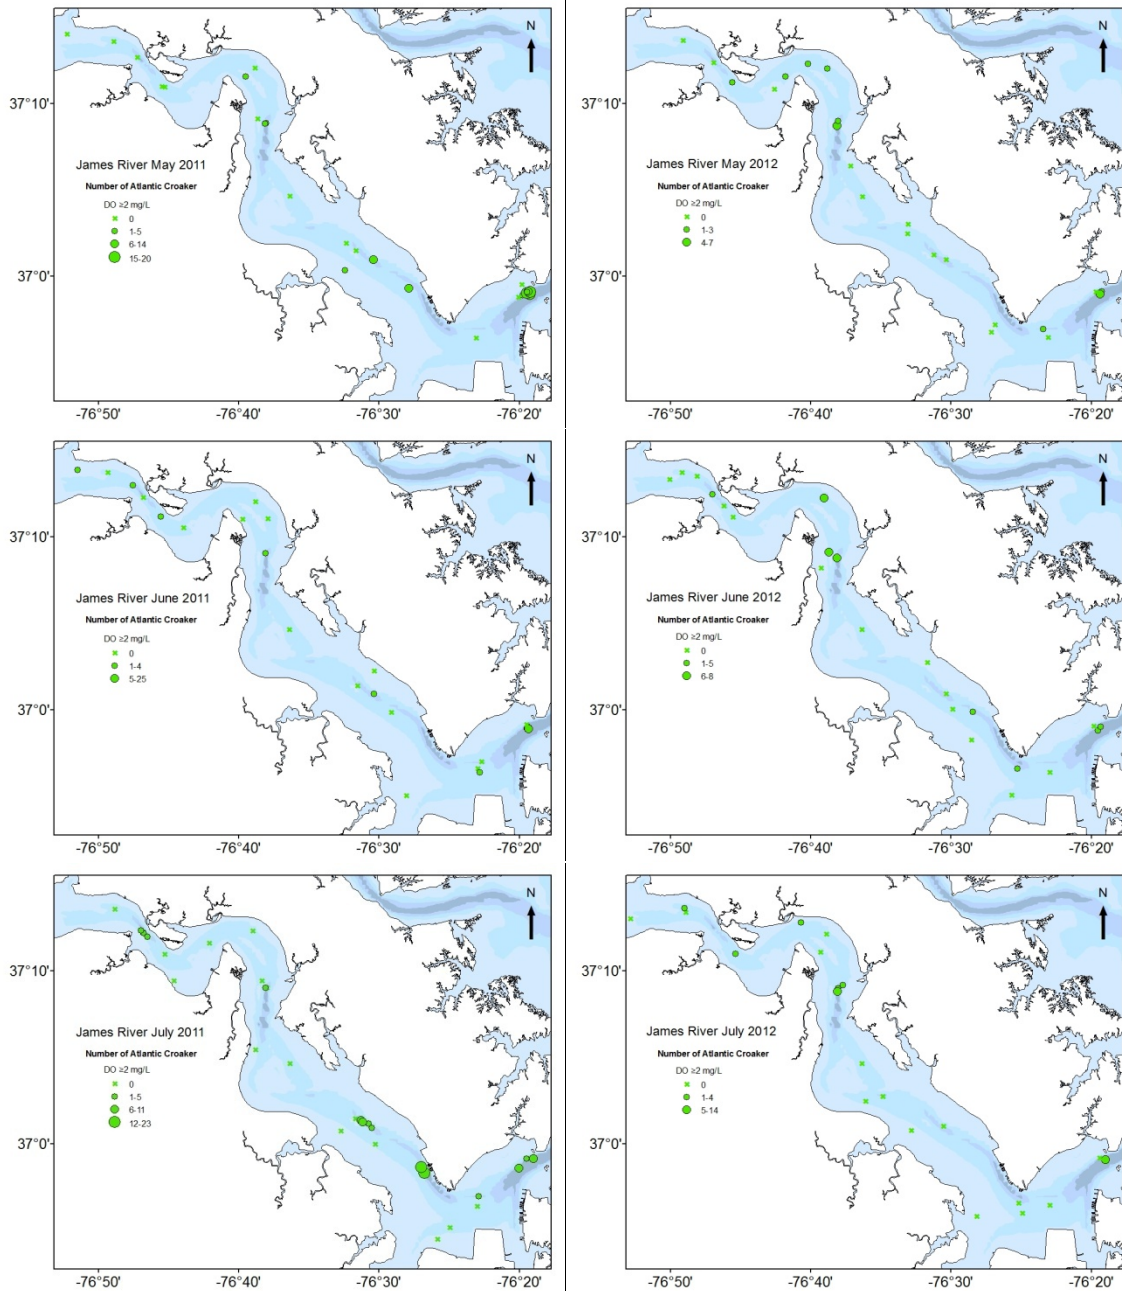 N
37°10'
James River May 2011
Number of Atlantic Croaker
DO ≥2 mg/L
0
1-5
6-14
15-20
37°0'
-76°50'
-76°40'
-76°30'
-76°20'
N
37°10'
James River May 2012
Number of Atlantic Croaker
DO ≥2 mg/L
0
1-3
4-7
37°0'
-76°50'
-76°40'
-76°30'
-76°20'
N
37°10'
James River June 2011
Number of Atlantic Croaker
DO ≥2 mg/L
0
1-4
5-25
37°0'
-76°50'
-76°40'
-76°30'
-76°20'
N
37°10'
James River June 2012
Number of Atlantic Croaker
DO ≥2 mg/L
0
1-5
6-8
37°0'
-76°50'
-76°40'
-76°30'
-76°20'
N
37°10'
James River July 2011
Number of Atlantic Croaker
DO ≥2 mg/L
0
1-5
6-11
12-23
37°0'
-76°50'
-76°40'
-76°30'
-76°20'
N
37°10'
James River July 2012
Number of Atlantic Croaker
DO ≥2 mg/L
0
1-4
5-14
37°0'
-76°50'
-76°40'
-76°30'
-76°20'